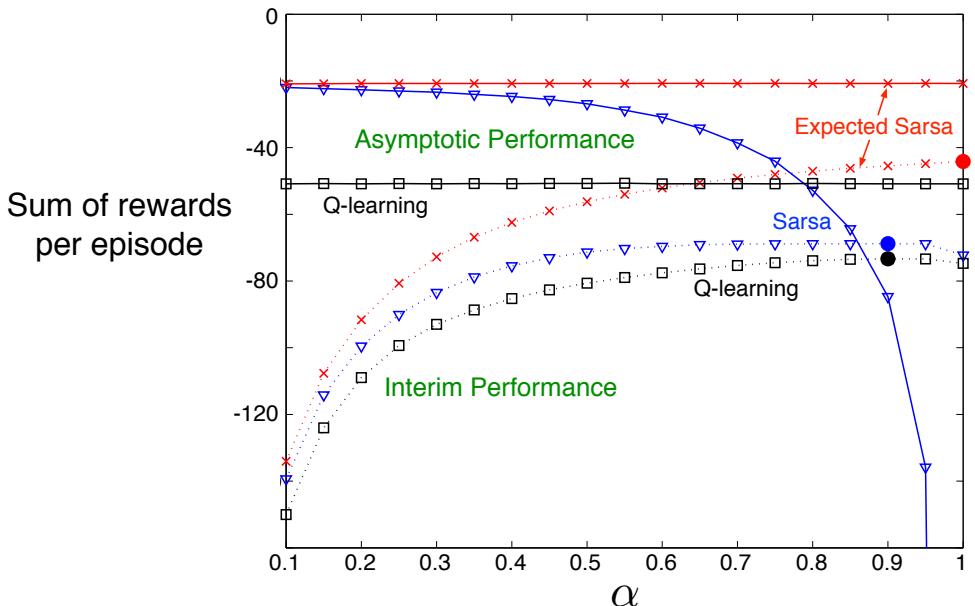 0
-40
-80
-120
Sum of rewards
per episode
Asymptotic Performance
Expected Sarsa
Q-learning
Sarsa
Q-learning
Interim Performance
0.1 0.2 0.3 0.4 0.5 0.6 0.7 0.8 0.9 1
α